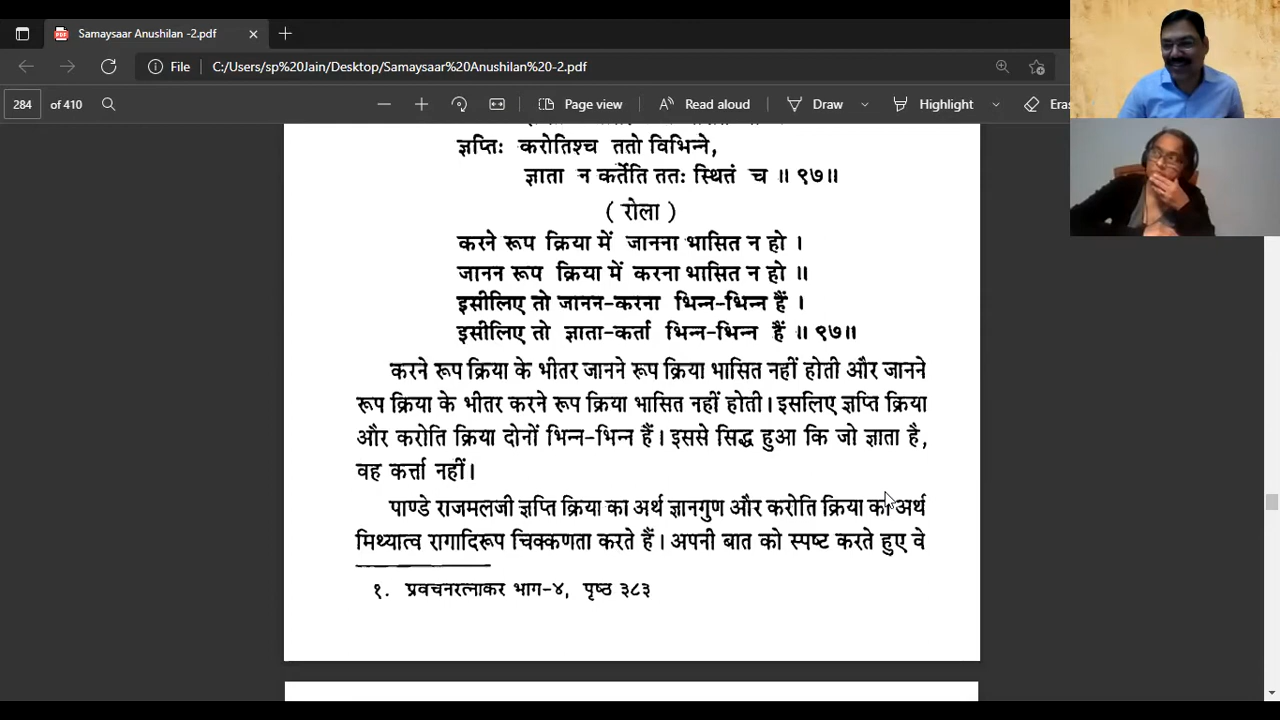 Samaysaar Anushilan -2.pdf
File C:/Users/sp%20Jain/Desktop/Samaysaar%20Anushilan%20-2.pdf
284 of 410 Page view Read aloud Draw Highlight Eras
ज्ञप्तिः करोतिश्च ततो विभिन्ने,
ज्ञाता न कर्तेति ततः स्थितं च ॥ ९७॥
( रोला )
करने रूप क्रिया में जानना भासित न हो ।
जानन रूप क्रिया में करना भासित न हो ॥
इसीलिए तो जानन-करना भिन्न-भिन्न हैं ।
इसीलिए तो ज्ञाता-कर्ता भिन्न-भिन्न हैं ॥ ९७॥
करने रूप क्रिया के भीतर जानने रूप क्रिया भासित नहीं होती और जानने
रूप क्रिया के भीतर करने रूप क्रिया भासित नहीं होती। इसलिए ज्ञप्ति क्रिया
और करोति क्रिया दोनों भिन्न-भिन्न हैं। इससे सिद्ध हुआ कि जो ज्ञाता है,
वह कर्त्ता नहीं।
पाण्डे राजमलजी ज्ञप्ति क्रिया का अर्थ ज्ञानगुण और करोति क्रिया का अर्थ
मिथ्यात्व रागादिरूप चिक्कणता करते हैं। अपनी बात को स्पष्ट करते हुए वे
१. प्रवचनरत्नाकर भाग-४, पृष्ठ ३८३